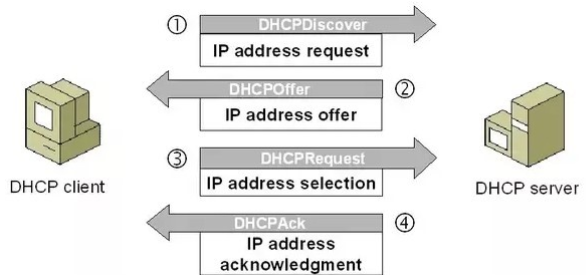 ① DHCPDiscover
IP address request
DHCPOffer ②
IP address offer
③ DHCPRequest
IP address selection
DHCP client
DHCP server
DHCPAck ④
IP address
acknowledgment